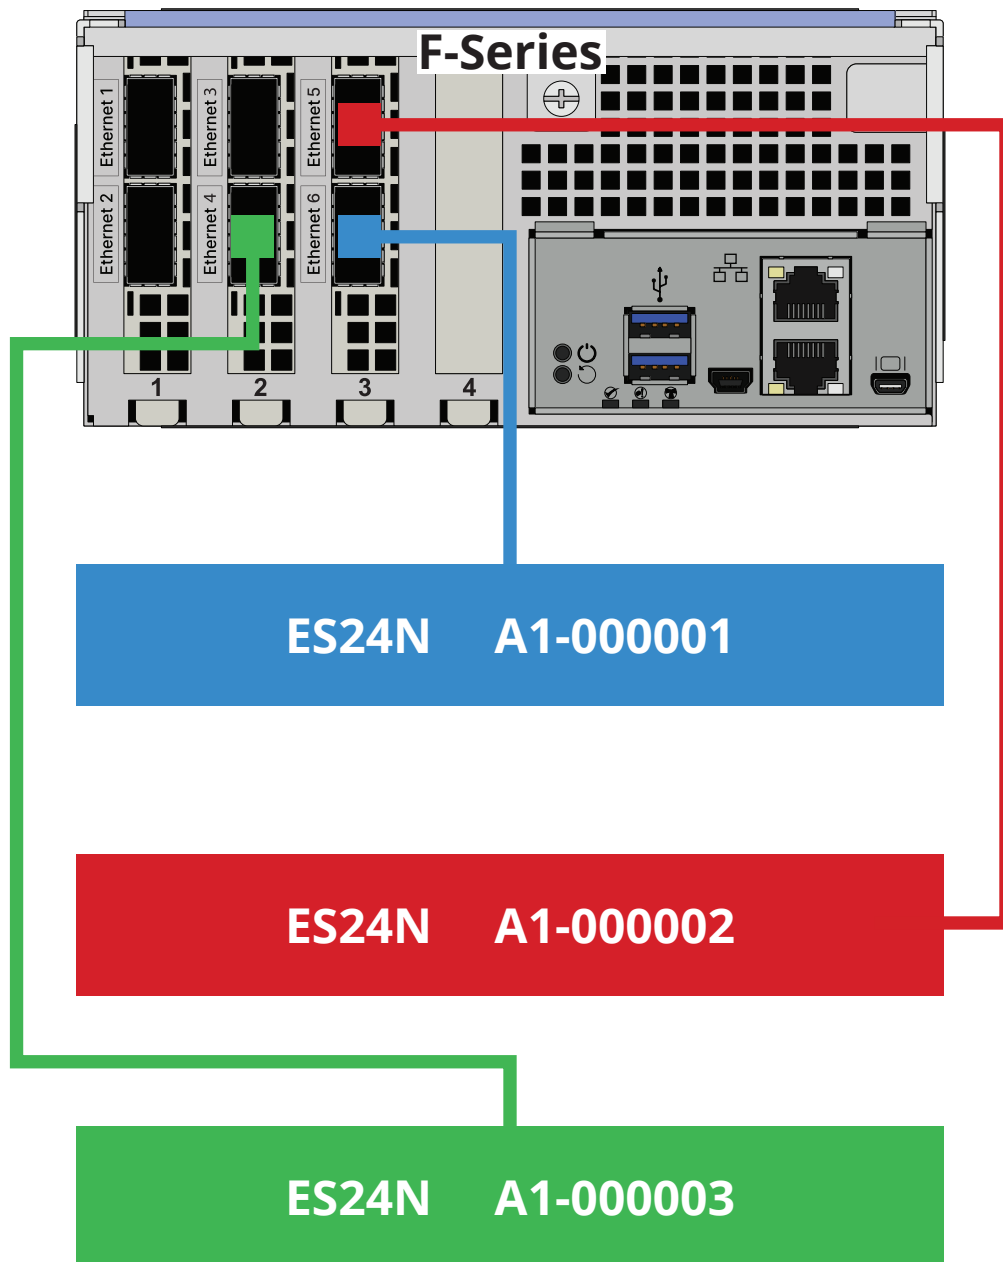 F-Series
Ethernet 1
Ethernet 3
Ethernet 5
Ethernet 2
Ethernet 4
Ethernet 6
1
2
3
4
ES24N A1-000001
ES24N A1-000002
ES24N A1-000003